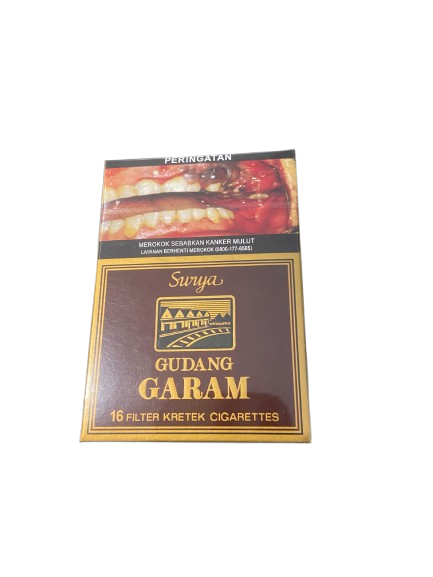 PERINGATAN
MEROKOK SEBABKAN KANKER MULUT
LAYANAN BERHENTI MEROKOK (0800-177-6565)
Surya
GUDANG
GARAM
16 FILTER KRETEK CIGARETTES